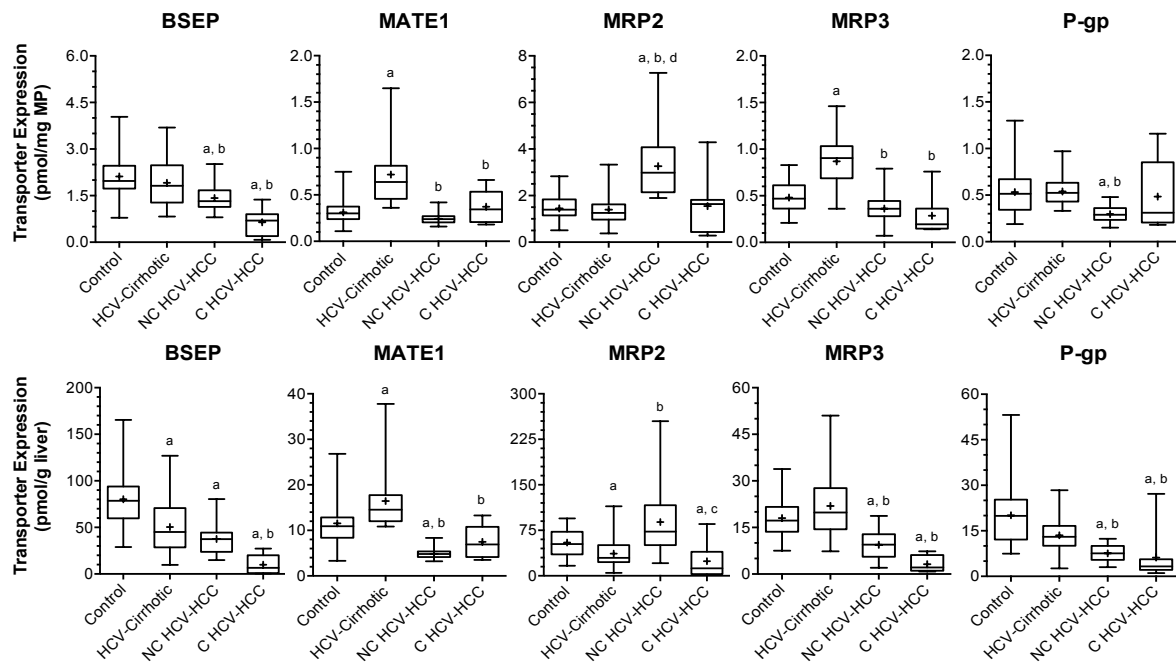 BSEP MATE1 MRP2 MRP3 P-gp
Transporter Expression
(pmol/mg MP)
6.0 4.5 3.0 1.5 0.0
a, b a, b
Control HCV-Cirrhotic NC HCV-HCC C HCV-HCC
2.0 1.5 1.0 0.5 0.0
a b b
Control HCV-Cirrhotic NC HCV-HCC C HCV-HCC
8 6 4 2 0
a, b, d
Control HCV-Cirrhotic NC HCV-HCC C HCV-HCC
2.0 1.5 1.0 0.5 0.0
a b b
Control HCV-Cirrhotic NC HCV-HCC C HCV-HCC
2.0 1.5 1.0 0.5 0.0
a, b
Control HCV-Cirrhotic NC HCV-HCC C HCV-HCC
BSEP MATE1 MRP2 MRP3 P-gp
Transporter Expression
(pmol/g liver)
200 150 100 50 0
a a a, b
Control HCV-Cirrhotic NC HCV-HCC C HCV-HCC
40 30 20 10 0
a a, b b
Control HCV-Cirrhotic NC HCV-HCC C HCV-HCC
300 225 150 75 0
a b a, c
Control HCV-Cirrhotic NC HCV-HCC C HCV-HCC
60 45 30 15 0
a, b a, b
Control HCV-Cirrhotic NC HCV-HCC C HCV-HCC
60 45 30 15 0
a, b a, b
Control HCV-Cirrhotic NC HCV-HCC C HCV-HCC